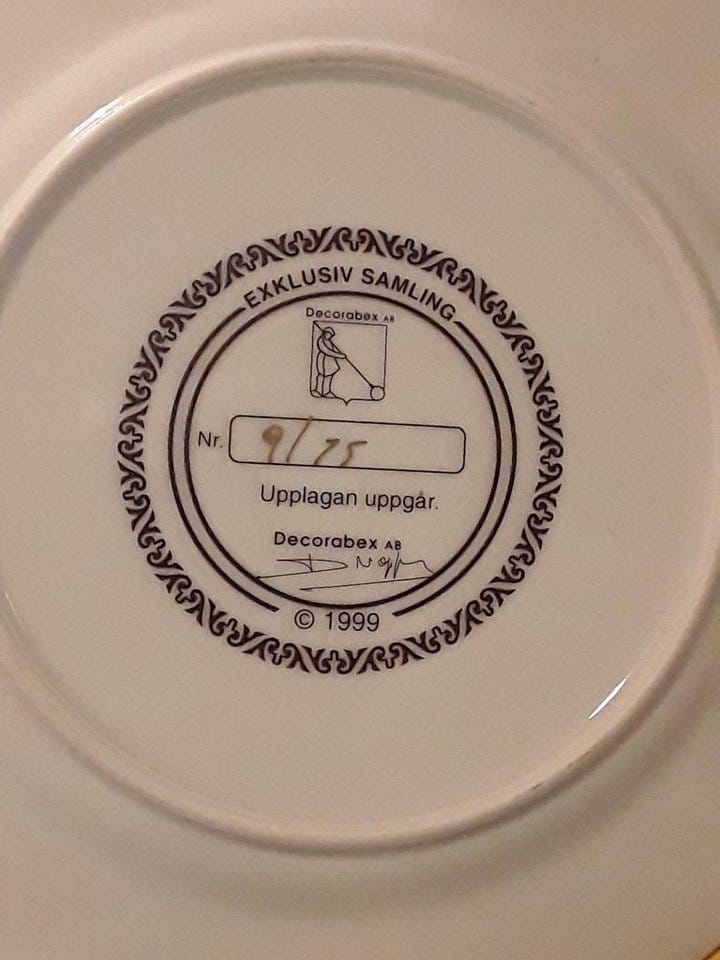 EXKLUSIV SAMLING
Decorabex AB
Nr. 9/75
Upplagan uppgår.
Decorabex AB
© 1999